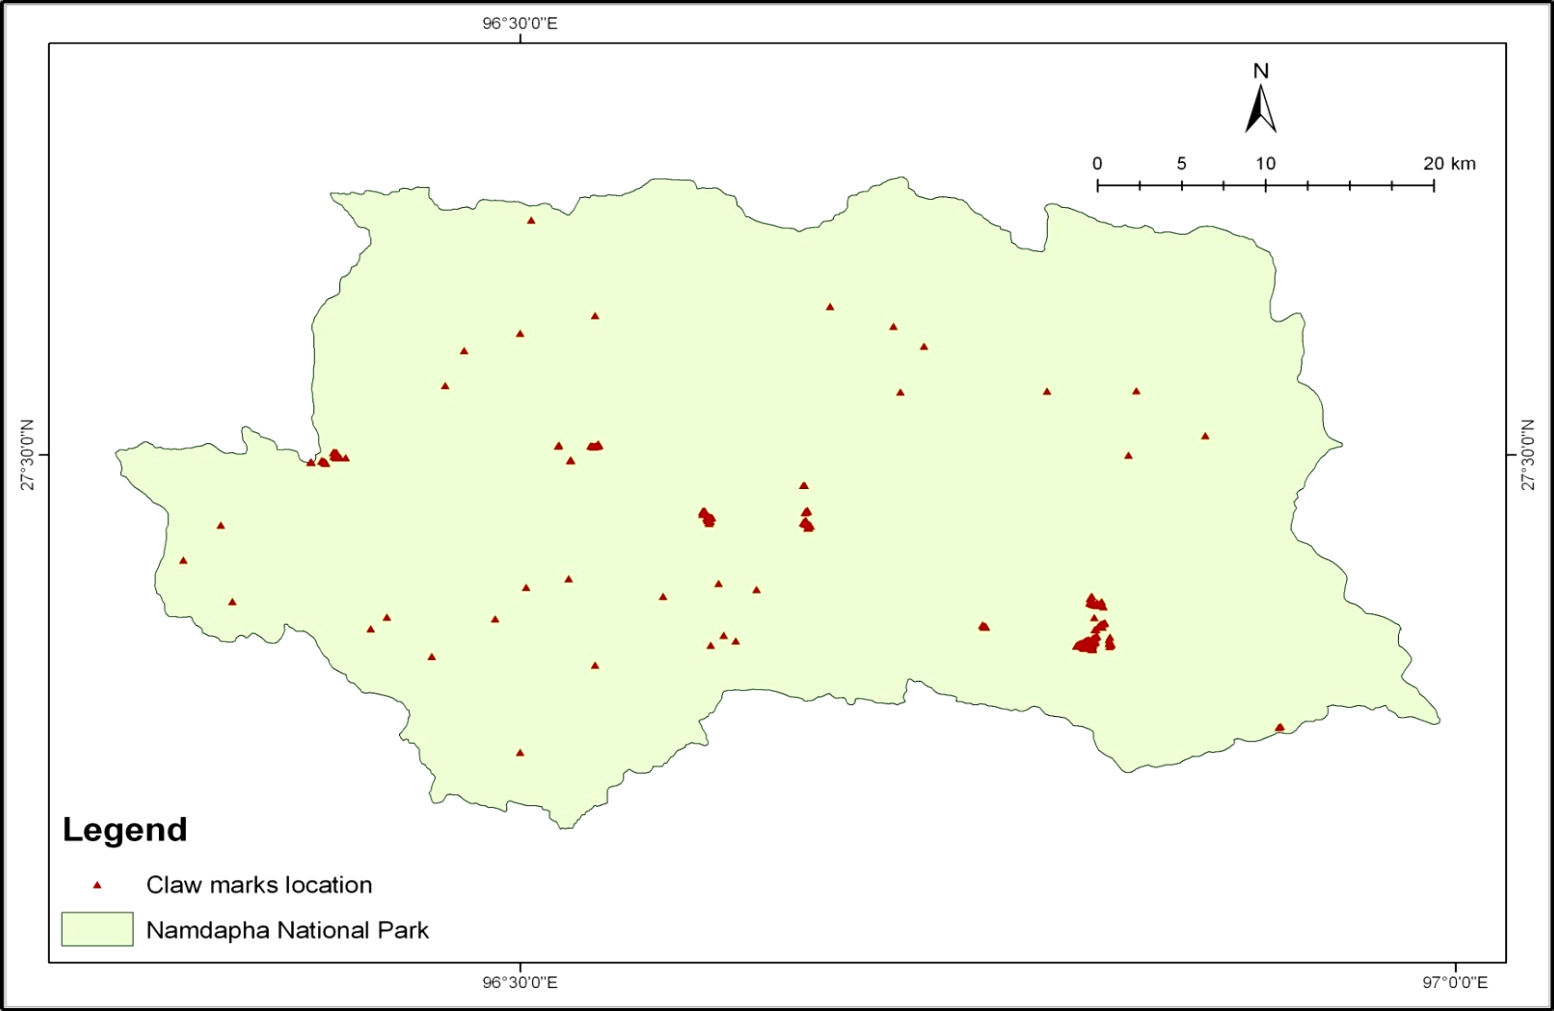 96°30'0"E
N
0 5 10 20 km
27°30'0"N
27°30'0"N
Legend
Claw marks location
Namdapha National Park
96°30'0"E
97°0'0"E